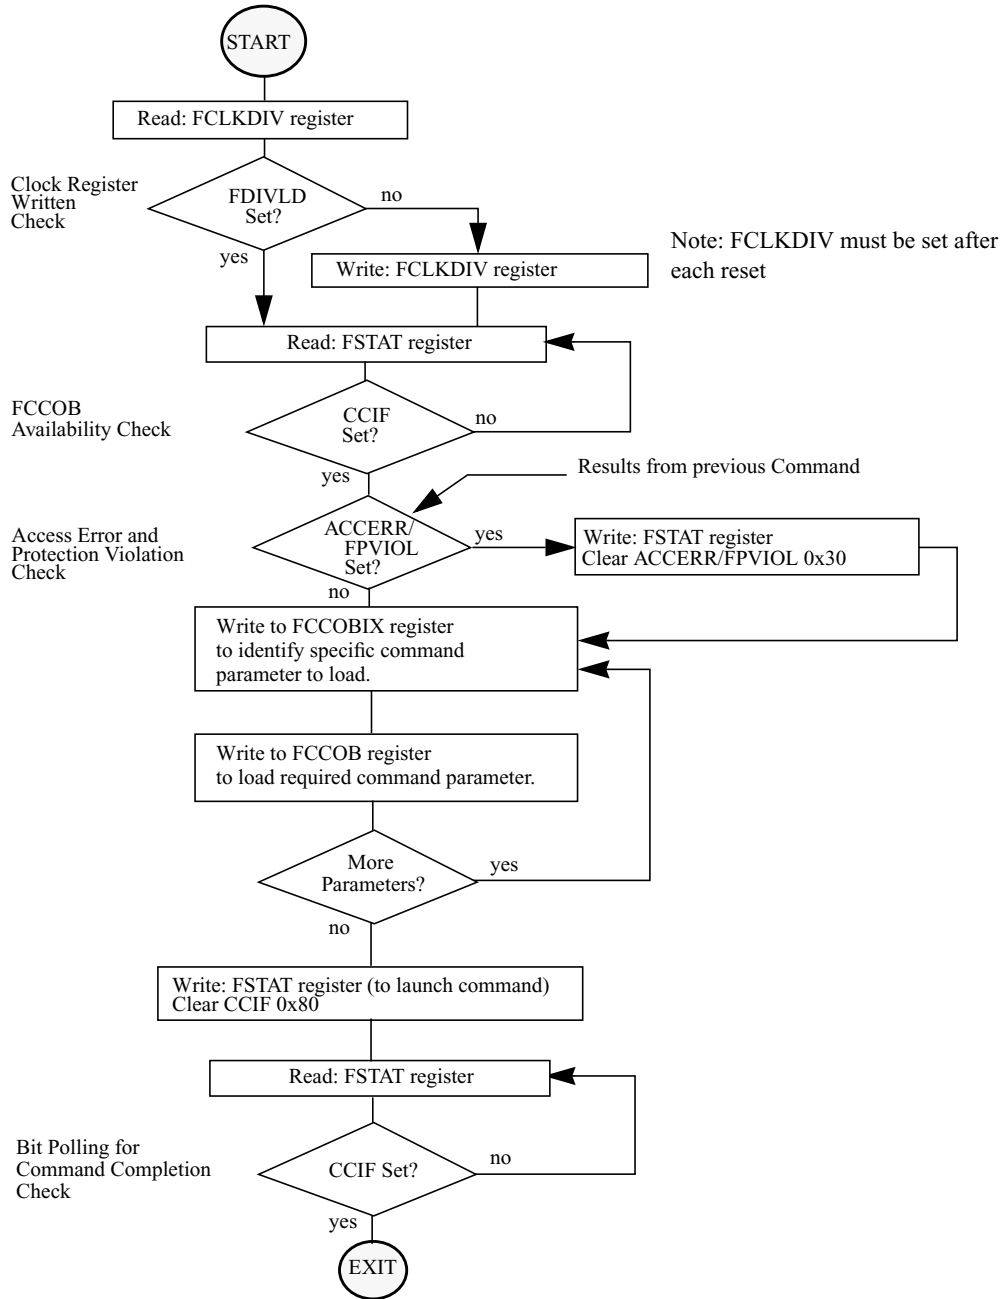 START
Read: FCLKDIV register
Clock Register
Written
Check
FDIVLD
Set?
no
yes
Note: FCLKDIV must be set after
each reset
Write: FCLKDIV register
Read: FSTAT register
FCCOB
Availability Check
CCIF
Set?
no
yes
Results from previous Command
Access Error and
Protection Violation
Check
ACCERR/
FPVIOL
Set?
yes
no
Write: FSTAT register
Clear ACCERR/FPVIOL 0x30
Write to FCCOBIX register
to identify specific command
parameter to load.
Write to FCCOB register
to load required command parameter.
More
Parameters?
yes
no
Write: FSTAT register (to launch command)
Clear CCIF 0x80
Read: FSTAT register
Bit Polling for
Command Completion
Check
CCIF Set?
no
yes
EXIT